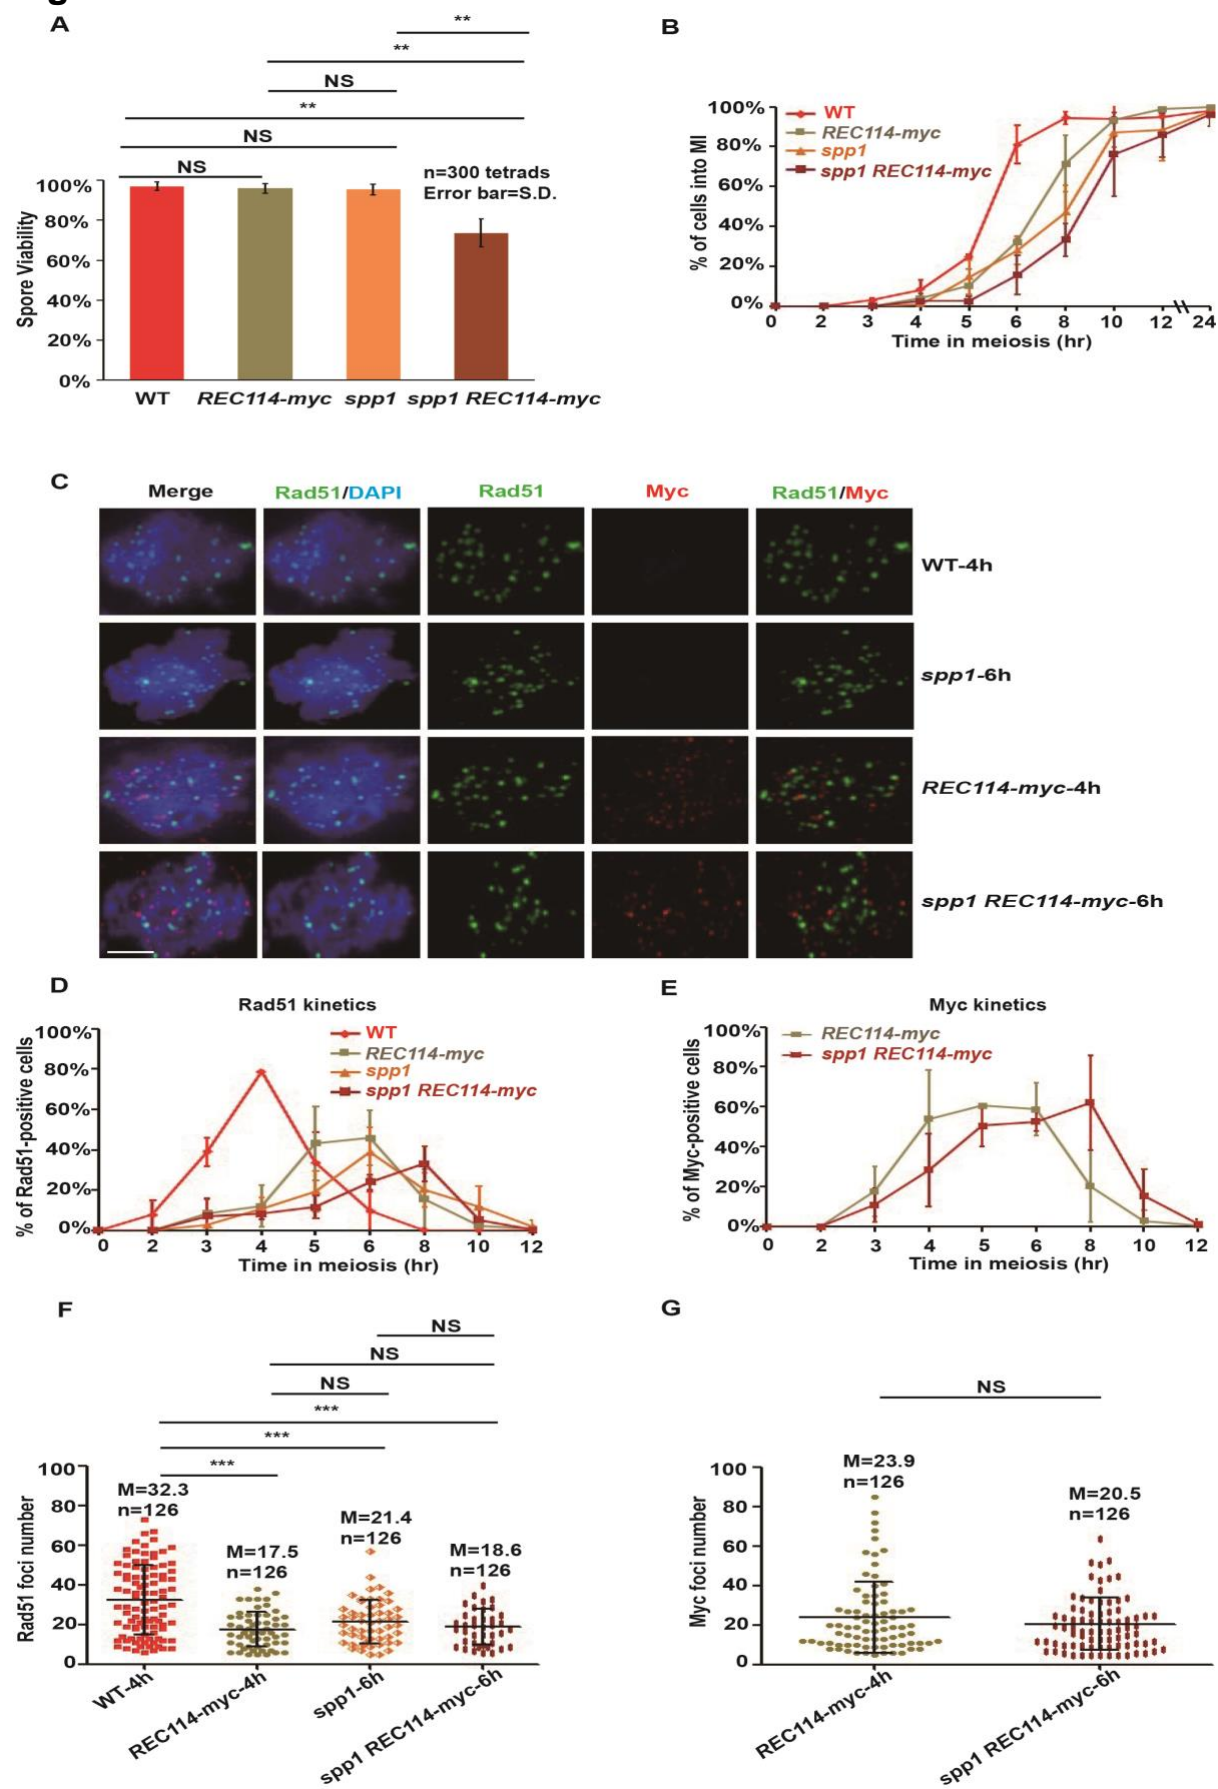 A
**
**
NS
**
NS
NS
n=300 tetrads
Error bar=S.D.
Spore Viability
100%
80%
60%
40%
20%
0%
WT REC114-myc spp1 spp1 REC114-myc
B
WT
REC114-myc
spp1
spp1 REC114-myc
% of cells into MI
100%
80%
60%
40%
20%
0%
0 2 3 4 5 6 8 10 12 24
Time in meiosis (hr)
C
Merge Rad51/DAPI Rad51 Myc Rad51/Myc
WT-4h
spp1-6h
REC114-myc-4h
spp1 REC114-myc-6h
D
Rad51 kinetics
WT
REC114-myc
spp1
spp1 REC114-myc
% of Rad51-positive cells
100%
80%
60%
40%
20%
0%
0 2 3 4 5 6 8 10 12
Time in meiosis (hr)
E
Myc kinetics
REC114-myc
spp1 REC114-myc
% of Myc-positive cells
100%
80%
60%
40%
20%
0%
0 2 3 4 5 6 8 10 12
Time in meiosis (hr)
F
NS
NS
NS
***
***
***
M=32.3
n=126
M=17.5
n=126
M=21.4
n=126
M=18.6
n=126
Rad51 foci number
100
80
60
40
20
0
WT-4h
REC114-myc-4h
spp1-6h
spp1 REC114-myc-6h
G
NS
M=23.9
n=126
M=20.5
n=126
Myc foci number
100
80
60
40
20
0
REC114-myc-4h
spp1 REC114-myc-6h